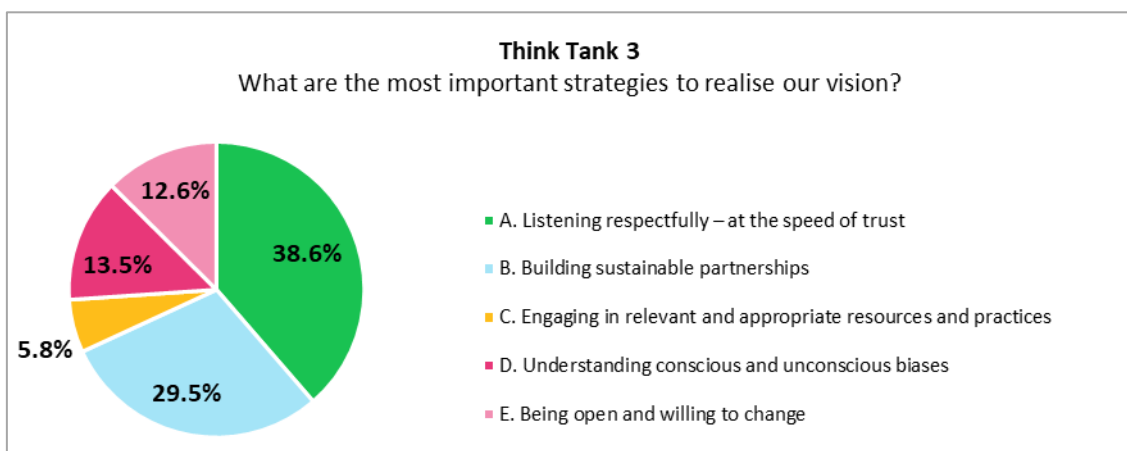 Think Tank 3
What are the most important strategies to realise our vision?
12.6%
38.6%
13.5%
5.8%
29.5%
A. Listening respectfully – at the speed of trust
B. Building sustainable partnerships
C. Engaging in relevant and appropriate resources and practices
D. Understanding conscious and unconscious biases
E. Being open and willing to change